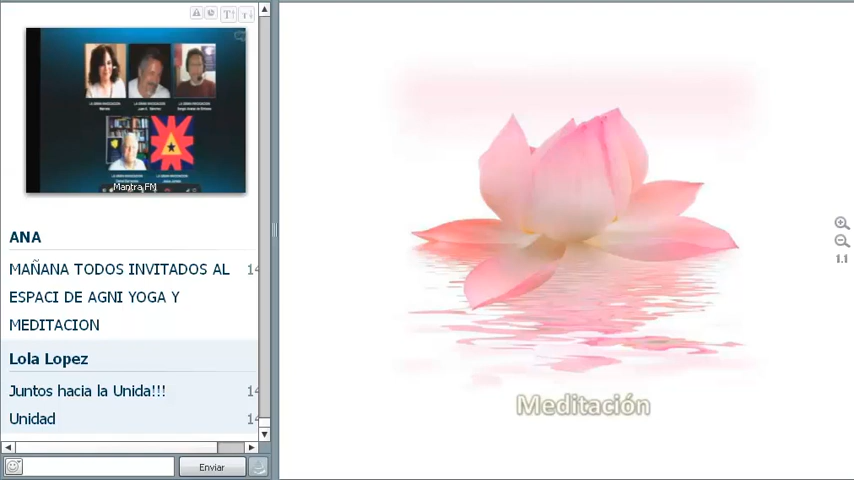 Mantra FM
ANA
MAÑANA TODOS INVITADOS AL
ESPACI DE AGNI YOGA Y
MEDITACION
Lola Lopez
Juntos hacia la Unida!!!
Unidad
Enviar
Meditación
1:1